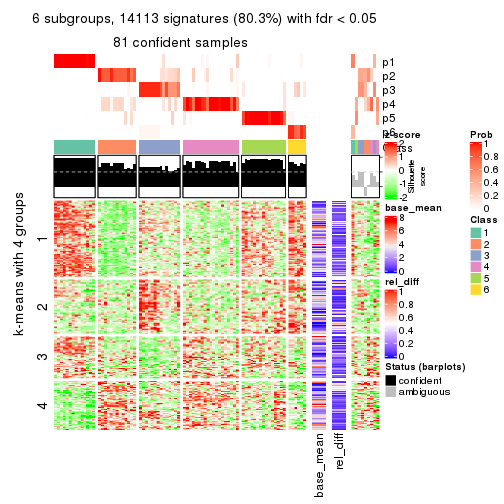 6 subgroups, 14113 signatures (80.3%) with fdr < 0.05
81 confident samples
p1
p2
p3
p4
p5
p6
Class
Silhouette
score
k-means with 4 groups
1
2
3
4
base_mean
rel_diff
z-score
2
1
0
-1
-2
base_mean
8
6
4
2
0
rel_diff
1
0.8
0.6
0.4
0.2
0
Status (barplots)
confident
ambiguous
Prob
1
0.8
0.6
0.4
0.2
0
Class
1
2
3
4
5
6